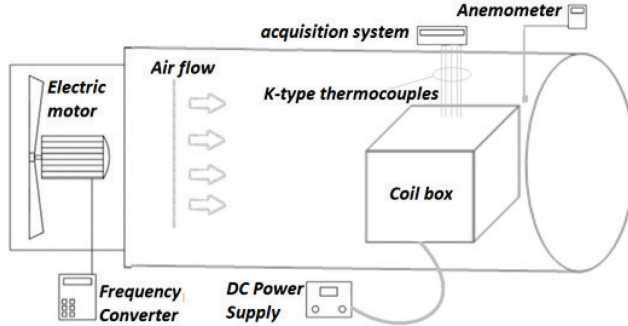 Anemometer
acquisition system
Air flow
Electric
motor
K-type thermocouples
Coil box
Frequency
Converter
DC Power
Supply